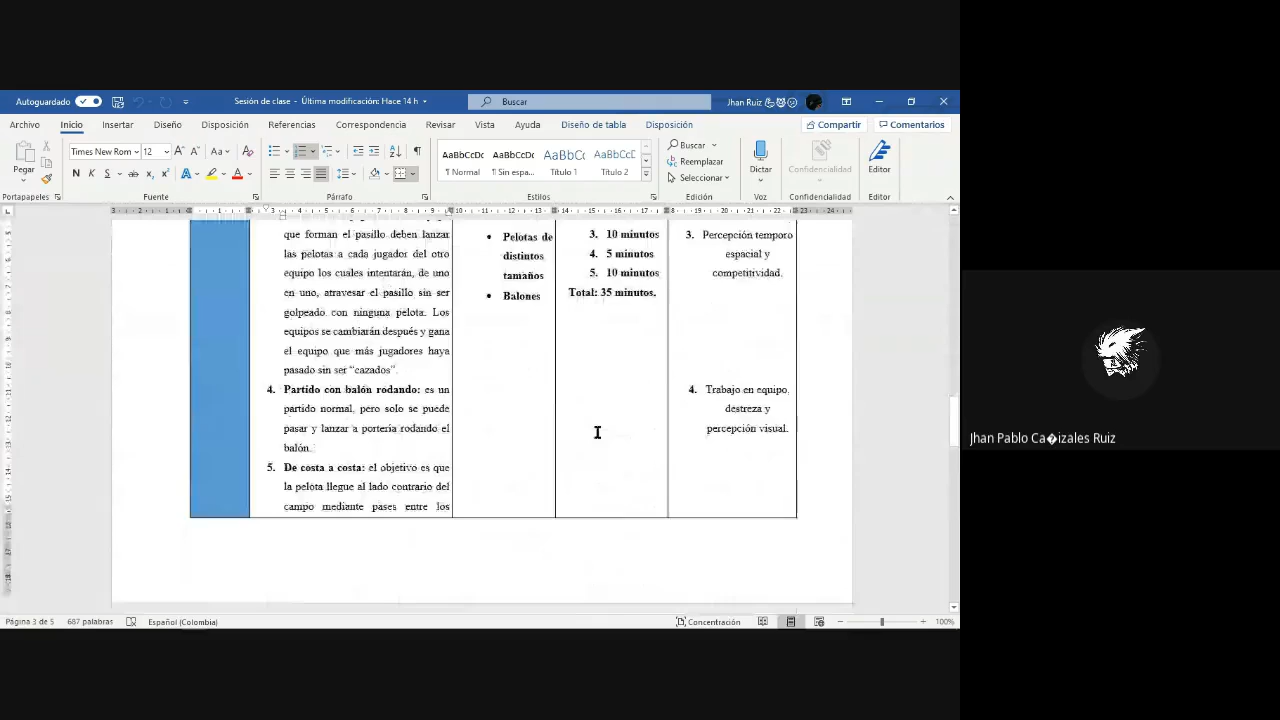 Autoguardado
Sesión de clase - Última modificación: Hace 14 h
Buscar
Jhan Ruiz
Archivo Inicio Insertar Diseño Disposición Referencias Correspondencia Revisar Vista Ayuda Diseño de tabla Disposición
Compartir Comentarios
Pegar
Times New Rom 12
N K S ab x₂ x² A A
Aa
AaBbCcDc AaBbCcDc AaBbCc AaBbCcD
¶ Normal ¶ Sin espa... Título 1 Título 2
Buscar
Reemplazar
Seleccionar
Dictar
Confidencialidad
Editor
Portapapeles Fuente Párrafo Estilos Edición Voz Confidencialidad Editor
que forman el pasillo deben lanzar
las pelotas a cada jugador del otro
equipo los cuales intentarán, de uno
en uno, atravesar el pasillo sin ser
golpeado con ninguna pelota. Los
equipos se cambiarán después y gana
el equipo que más jugadores haya
pasado sin ser “cazados”.
4. Partido con balón rodando: es un
partido normal, pero solo se puede
pasar y lanzar a portería rodando el
balón.
5. De costa a costa: el objetivo es que
la pelota llegue al lado contrario del
campo mediante pases entre los
• Pelotas de
distintos
tamaños
• Balones
3. 10 minutos
4. 5 minutos
5. 10 minutos
Total: 35 minutos.
3. Percepción temporo
espacial y
competitividad.
4. Trabajo en equipo,
destreza y
percepción visual.
Página 3 de 5 687 palabras Español (Colombia) Concentración 100%
Jhan Pablo Ca�izales Ruiz